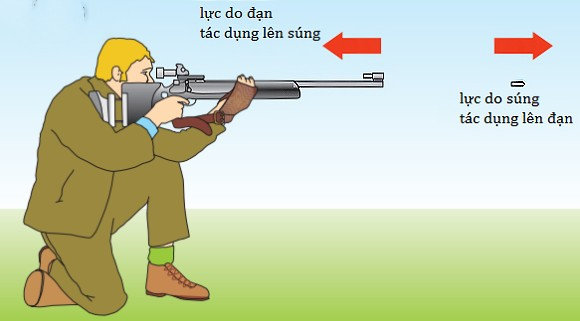 lực do đạn
tác dụng lên súng
lực do súng
tác dụng lên đạn